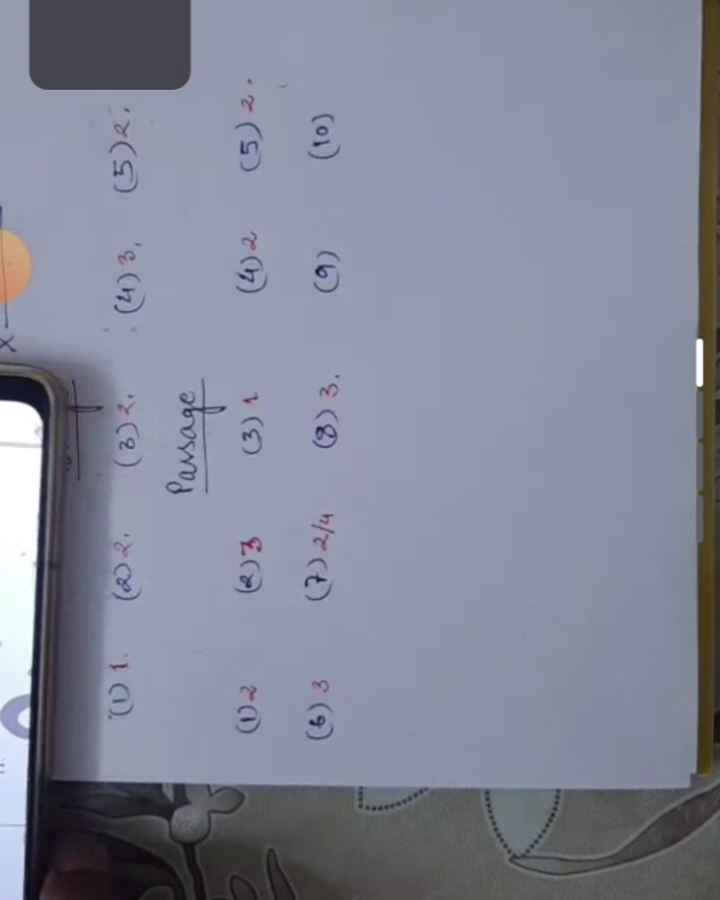 (1) 1. (2) 2. (3) 2. (4) 3. (5) 2.
Passage
(1) 2 (2) 3 (3) 1 (4) 2 (5) 2.
(6) 3 (7) 2/4 (8) 3. (9) (10)